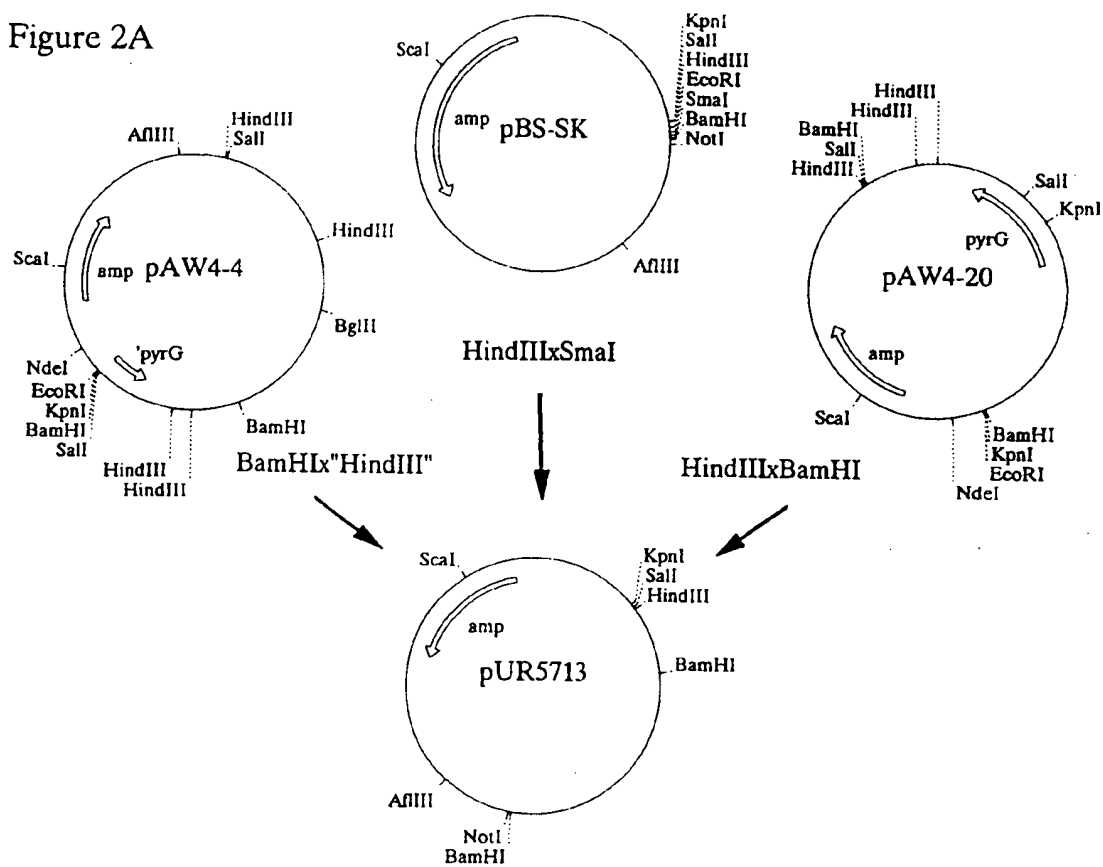 Figure 2A
ScaI
amp
pBS-SK
KpnI
SalI
HindIII
EcoRI
SmaI
BamHI
NotI
AflIII
AflIII
HindIII
SalI
HindIII
BglII
BamHI
HindIII
HindIII
SalI
BamHI
KpnI
EcoRI
NdeI
'pyrG
ScaI
amp
pAW4-4
HindIII
HindIII
BamHI
SalI
HindIII
SalI
KpnI
pyrG
pAW4-20
amp
ScaI
BamHI
KpnI
EcoRI
NdeI
BamHIx"HindIII"
HindIIIxSmaI
HindIIIxBamHI
ScaI
amp
pUR5713
KpnI
SalI
HindIII
BamHI
AflIII
NotI
BamHI